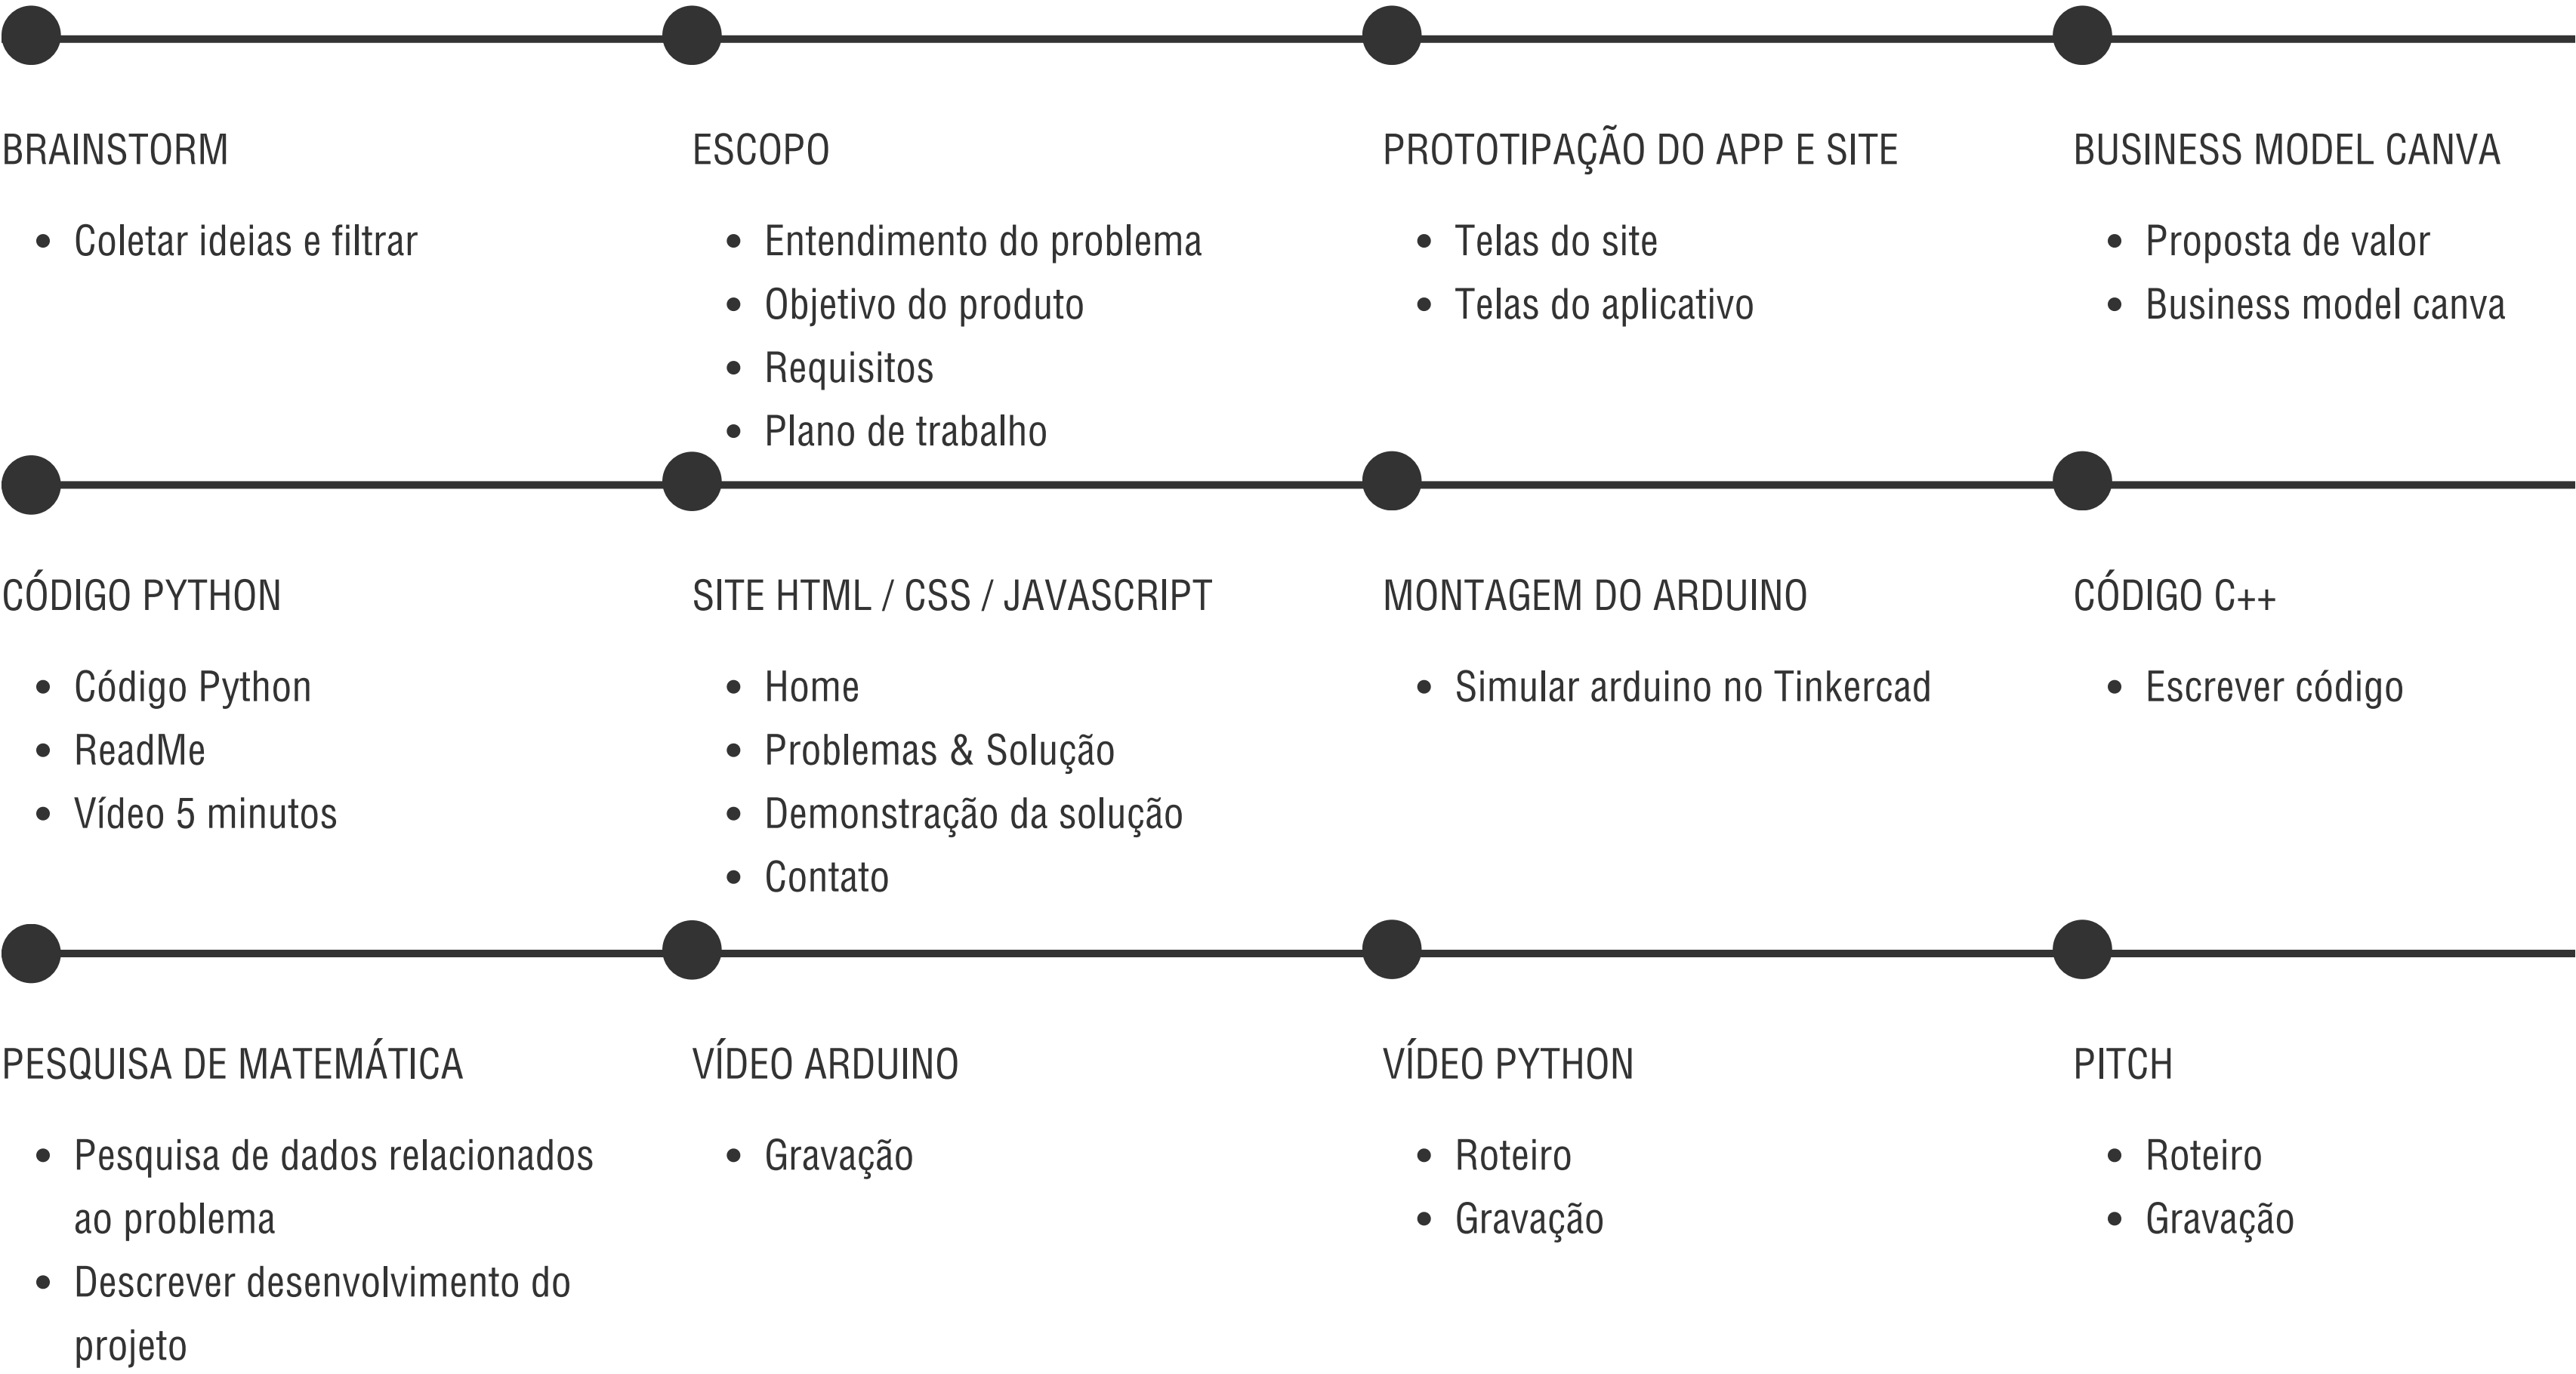 BRAINSTORM
• Coletar ideias e filtrar
ESCOPO
• Entendimento do problema
• Objetivo do produto
• Requisitos
• Plano de trabalho
PROTOTIPAÇÃO DO APP E SITE
• Telas do site
• Telas do aplicativo
BUSINESS MODEL CANVA
• Proposta de valor
• Business model canva
CÓDIGO PYTHON
• Código Python
• ReadMe
• Vídeo 5 minutos
SITE HTML / CSS / JAVASCRIPT
• Home
• Problemas & Solução
• Demonstração da solução
• Contato
MONTAGEM DO ARDUINO
• Simular arduino no Tinkercad
CÓDIGO C++
• Escrever código
PESQUISA DE MATEMÁTICA
• Pesquisa de dados relacionados
ao problema
• Descrever desenvolvimento do
projeto
VÍDEO ARDUINO
• Gravação
VÍDEO PYTHON
• Roteiro
• Gravação
PITCH
• Roteiro
• Gravação